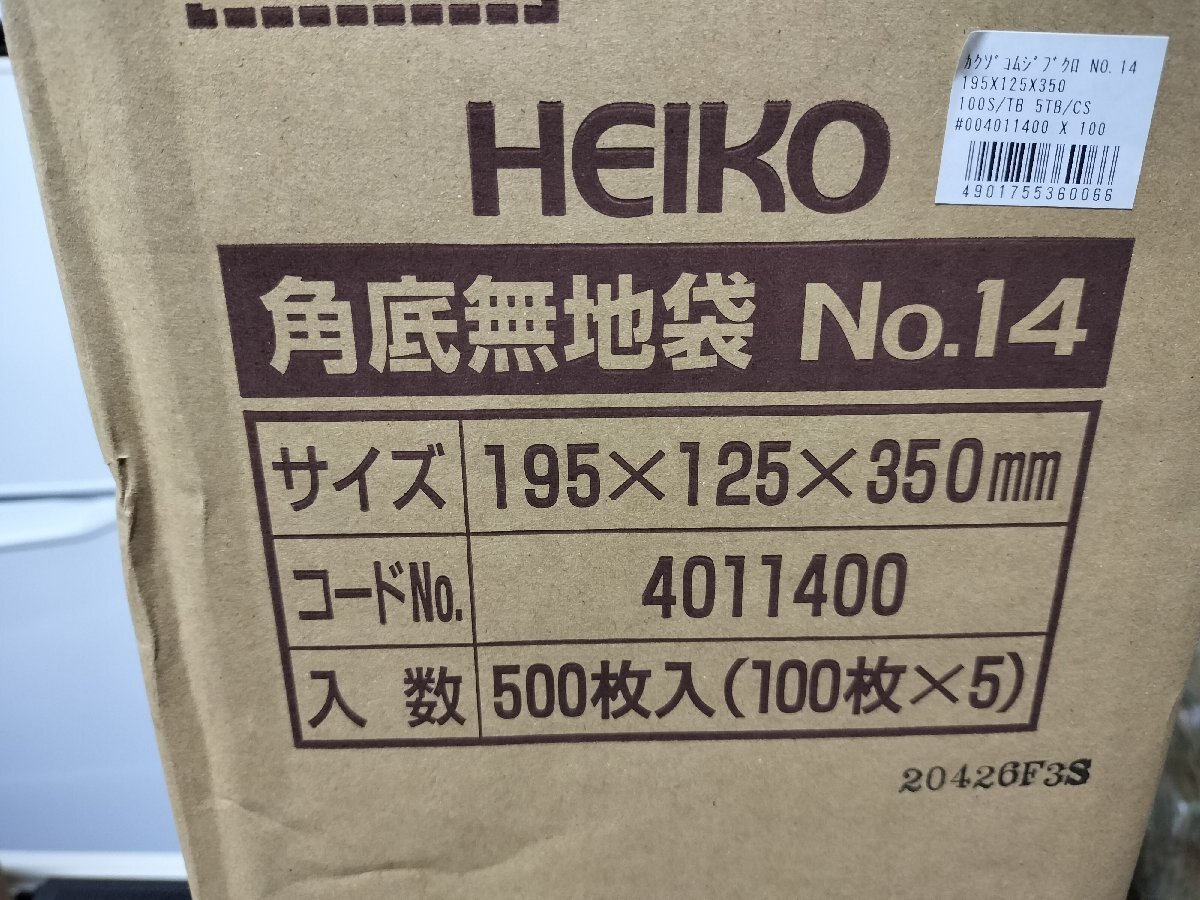 ｶｸｿﾞｺﾑｼﾞﾌﾞｸﾛ NO.14
195X125X350
100S/TB 5TB/CS
#004011400 X 100
4901755360066
HEIKO
角底無地袋 No.14
サイズ 195×125×350mm
コードNo. 4011400
入数 500枚入(100枚×5)
20426F3S